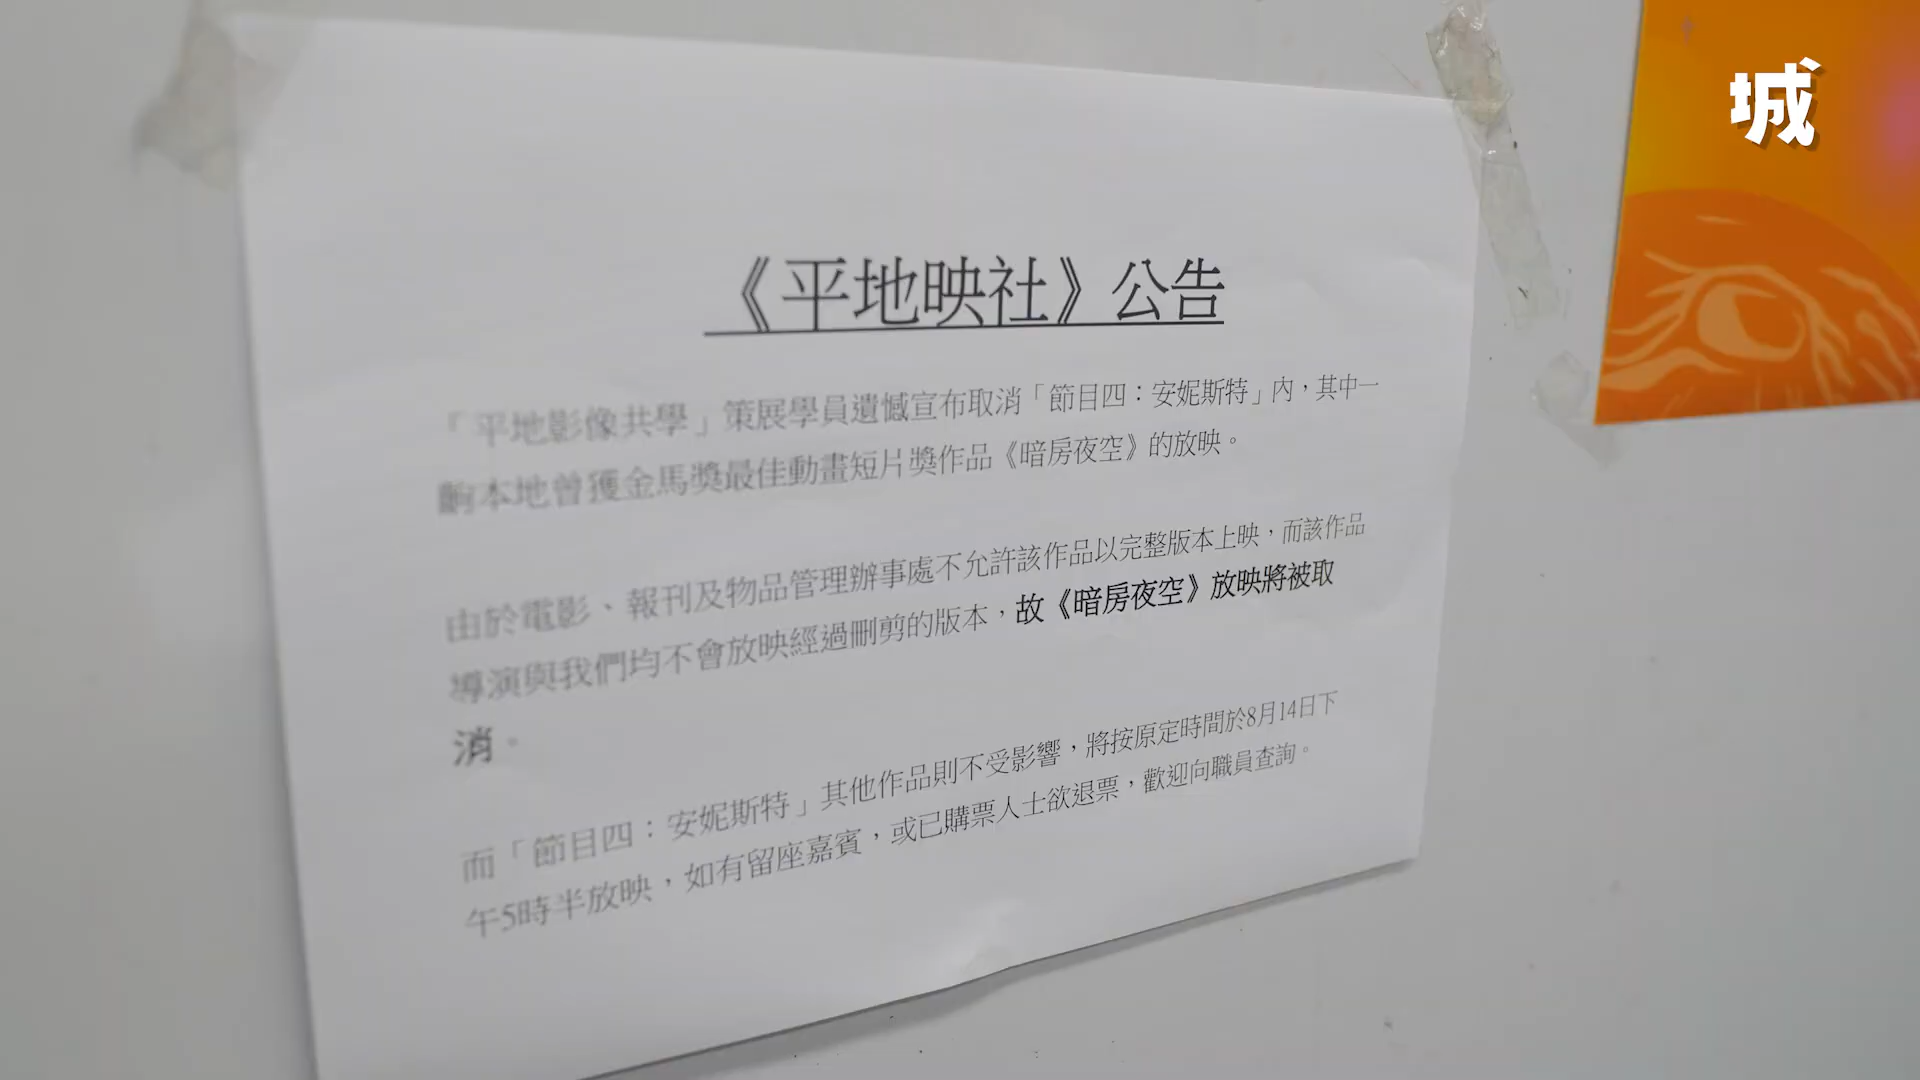 《平地映社》公告
「平地影像共學」策展學員遺憾宣布取消「節目四：安妮斯特」內，其中一
齣本地曾獲金馬獎最佳動畫短片獎作品《暗房夜空》的放映。
由於電影、報刊及物品管理辦事處不允許該作品以完整版本上映，而該作品
導演與我們均不會放映經過刪剪的版本，故《暗房夜空》放映將被取
消。
而「節目四：安妮斯特」其他作品則不受影響，將按原定時間於8月14日下
午5時半放映，如有留座嘉賓，或已購票人士欲退票，歡迎向職員查詢。
城